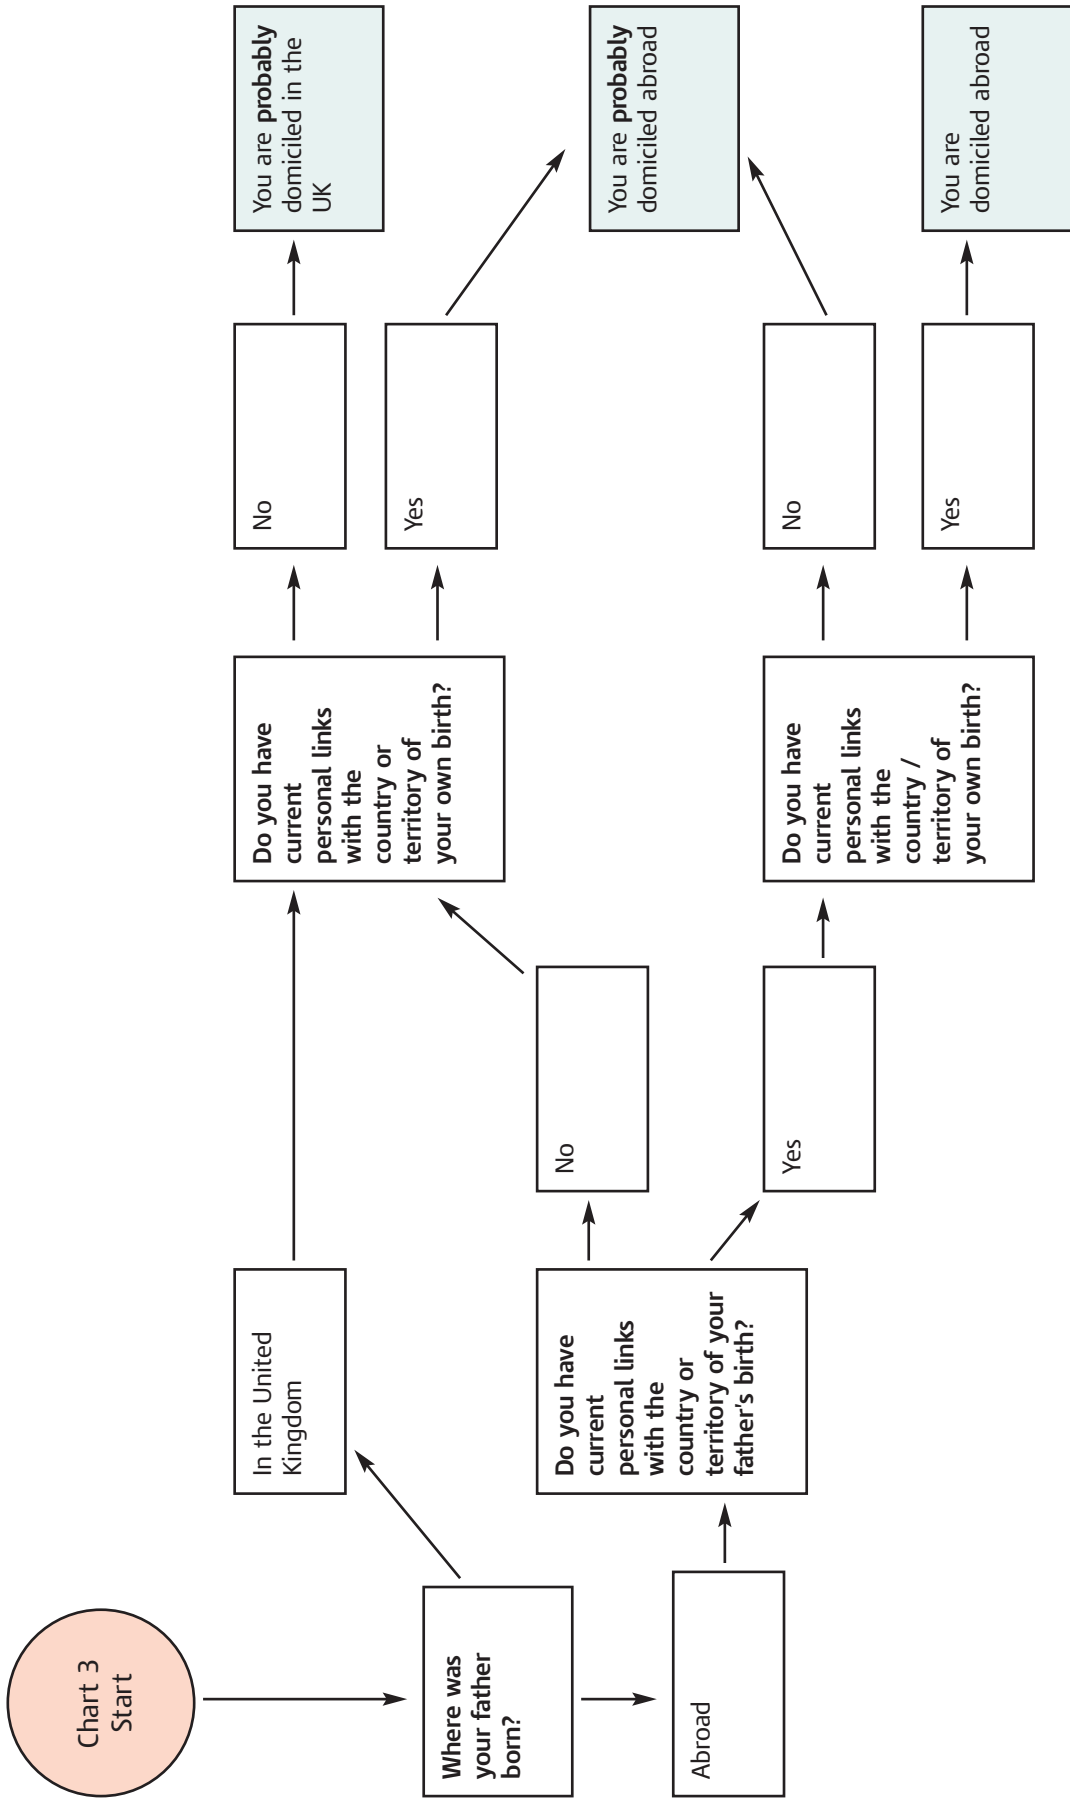 Chart 3
Start
Where was
your father
born?
In the United
Kingdom
Abroad
Do you have
current
personal links
with the
country or
territory of your
father's birth?
No
Yes
Do you have
current
personal links
with the
country or
territory of
your own birth?
Do you have
current
personal links
with the
country /
territory of
your own birth?
No
Yes
No
Yes
You are probably
domiciled in the
UK
You are probably
domiciled abroad
You are
domiciled abroad